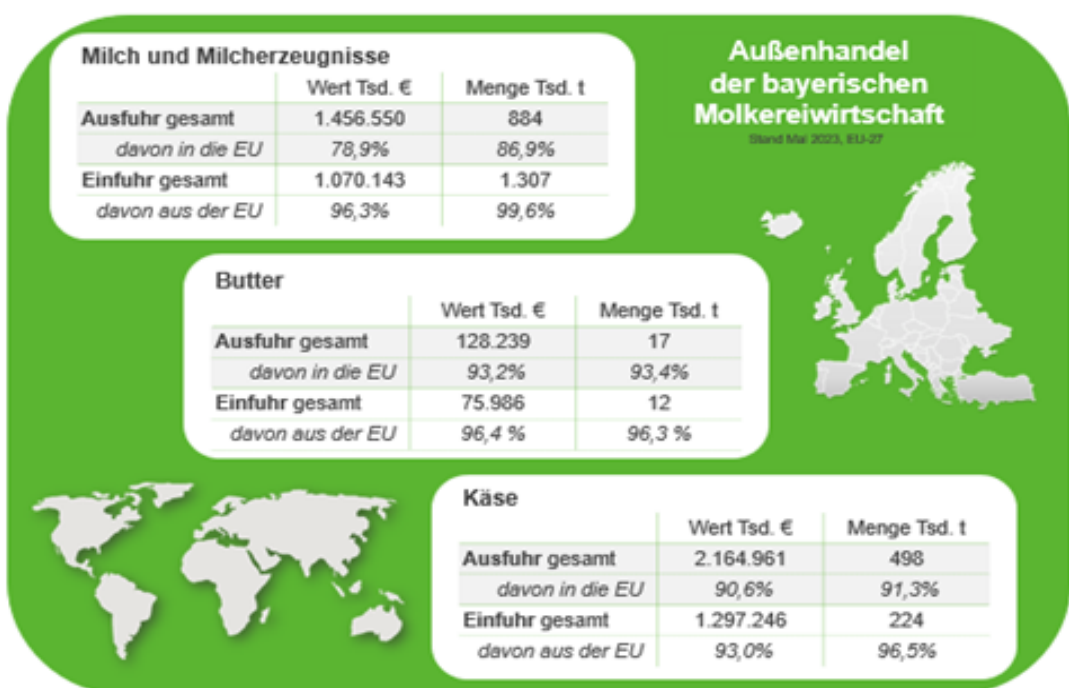 Milch und Milcherzeugnisse
Wert Tsd. € Menge Tsd. t
Ausfuhr gesamt 1.456.550 884
davon in die EU 78,9% 86,9%
Einfuhr gesamt 1.070.143 1.307
davon aus der EU 96,3% 99,6%
Außenhandel
der bayerischen
Molkereiwirtschaft
Stand Mai 2023, EU-27
Butter
Wert Tsd. € Menge Tsd. t
Ausfuhr gesamt 128.239 17
davon in die EU 93,2% 93,4%
Einfuhr gesamt 75.986 12
davon aus der EU 96,4 % 96,3 %
Käse
Wert Tsd. € Menge Tsd. t
Ausfuhr gesamt 2.164.961 498
davon in die EU 90,6% 91,3%
Einfuhr gesamt 1.297.246 224
davon aus der EU 93,0% 96,5%